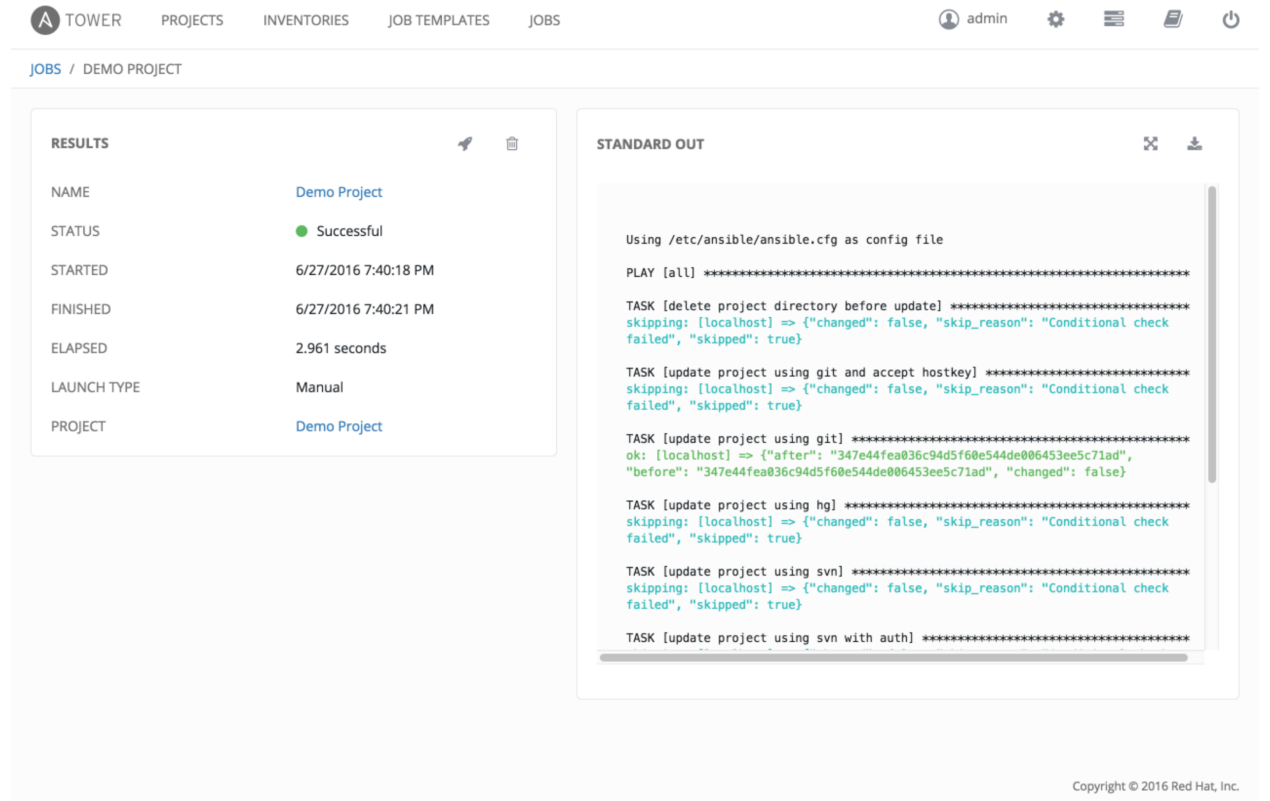 A TOWER PROJECTS INVENTORIES JOB TEMPLATES JOBS admin
JOBS / DEMO PROJECT
RESULTS
NAME Demo Project
STATUS Successful
STARTED 6/27/2016 7:40:18 PM
FINISHED 6/27/2016 7:40:21 PM
ELAPSED 2.961 seconds
LAUNCH TYPE Manual
PROJECT Demo Project
STANDARD OUT
Using /etc/ansible/ansible.cfg as config file
PLAY [all] *********************************************************************
TASK [delete project directory before update] **********************************
skipping: [localhost] => {"changed": false, "skip_reason": "Conditional check
failed", "skipped": true}
TASK [update project using git and accept hostkey] *****************************
skipping: [localhost] => {"changed": false, "skip_reason": "Conditional check
failed", "skipped": true}
TASK [update project using git] ************************************************
ok: [localhost] => {"after": "347e44fea036c94d5f60e544de006453ee5c71ad",
"before": "347e44fea036c94d5f60e544de006453ee5c71ad", "changed": false}
TASK [update project using hg] *************************************************
skipping: [localhost] => {"changed": false, "skip_reason": "Conditional check
failed", "skipped": true}
TASK [update project using svn] ************************************************
skipping: [localhost] => {"changed": false, "skip_reason": "Conditional check
failed", "skipped": true}
TASK [update project using svn with auth] **************************************
Copyright © 2016 Red Hat, Inc.